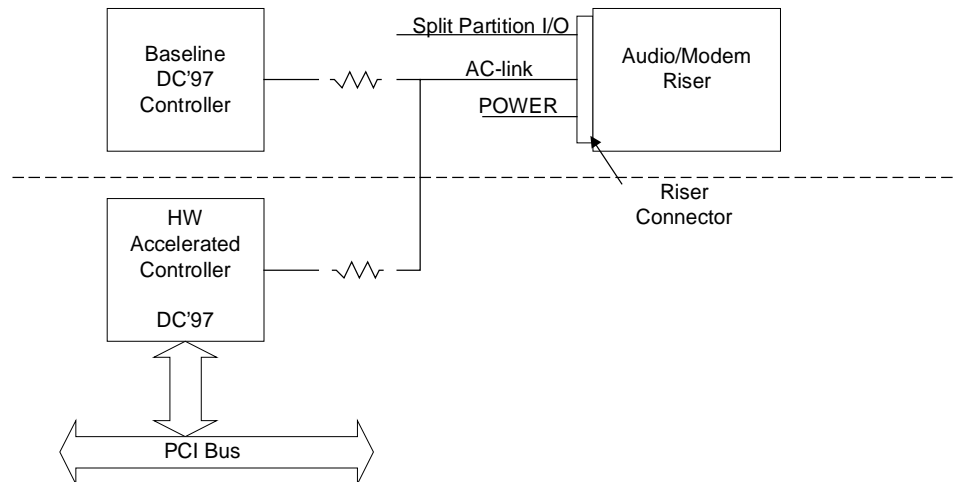 Split Partition I/O
Baseline
DC'97
Controller
AC-link
Audio/Modem
Riser
POWER
Riser
Connector
HW
Accelerated
Controller
DC'97
PCI Bus